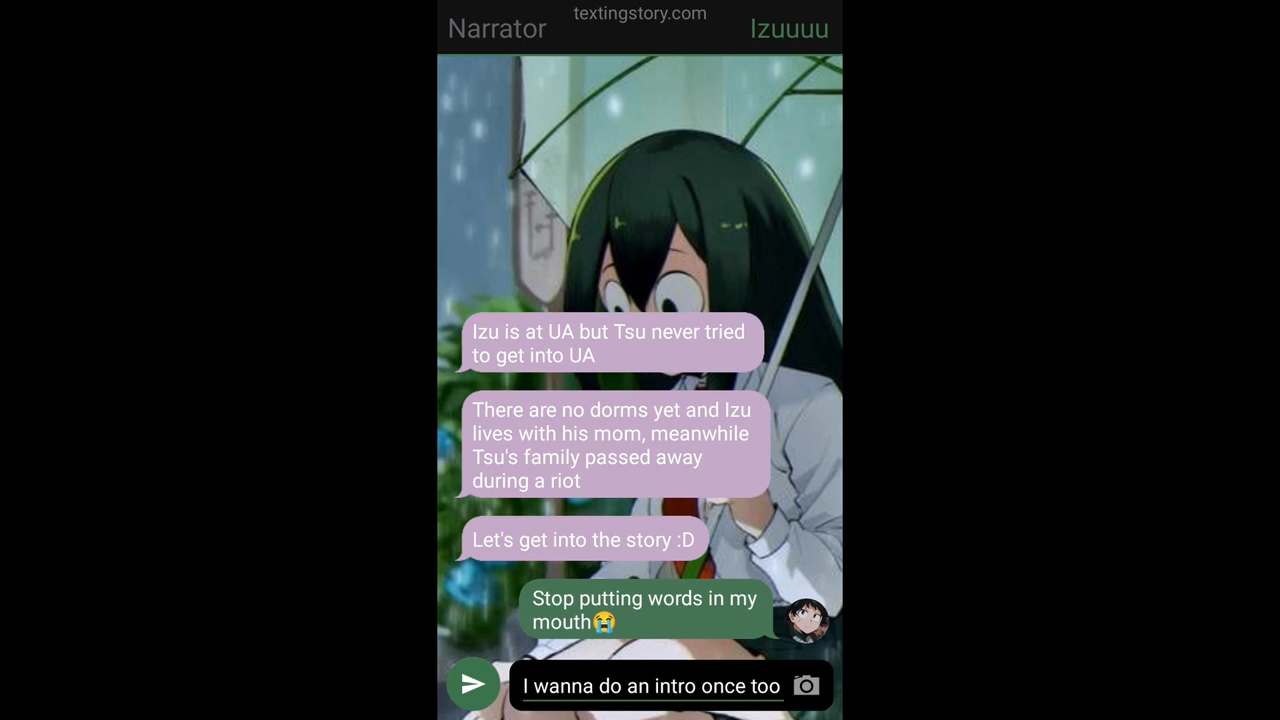 textingstory.com
Narrator
Izuuuu
Izu is at UA but Tsu never tried
to get into UA
There are no dorms yet and Izu
lives with his mom, meanwhile
Tsu's family passed away
during a riot
Let's get into the story :D
Stop putting words in my
mouth😭
I wanna do an intro once too